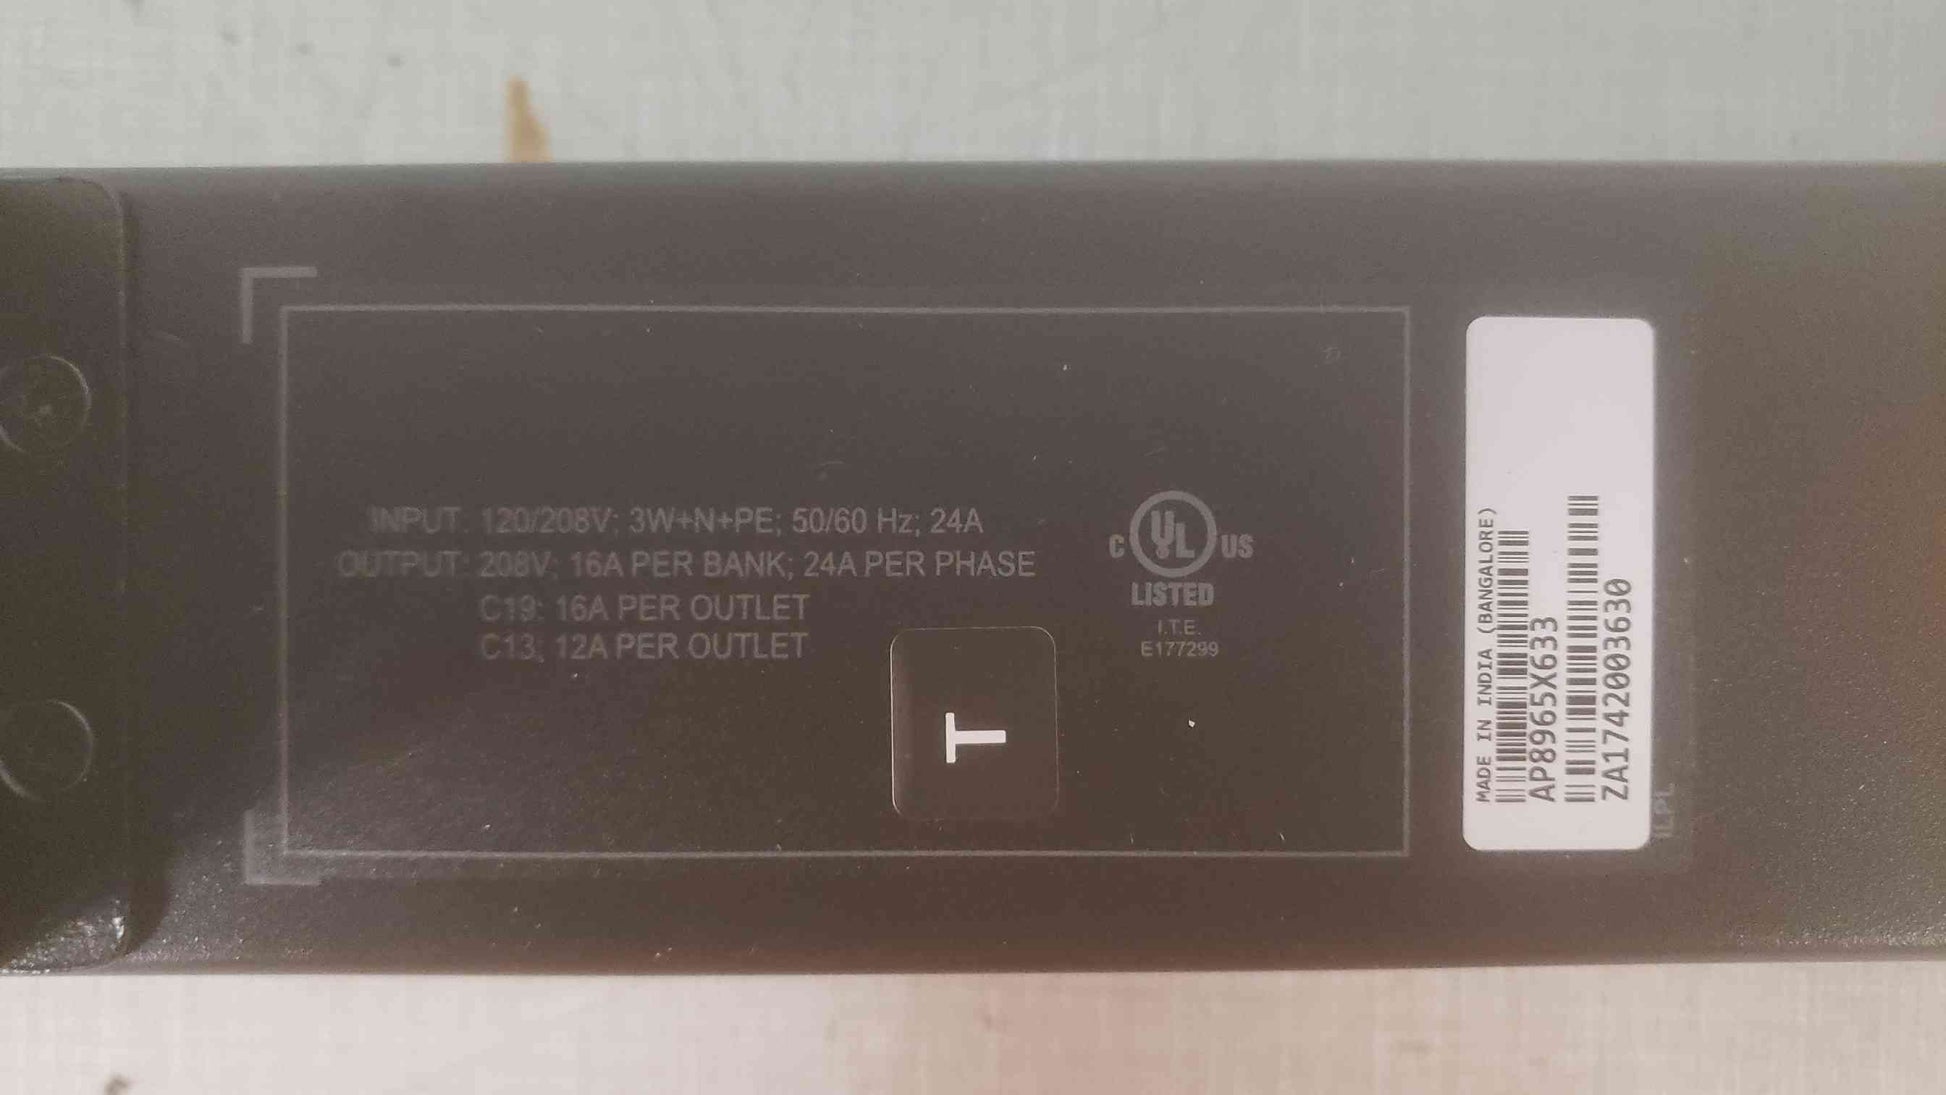 INPUT: 120/208V; 3W+N+PE; 50/60 Hz; 24A
OUTPUT: 208V; 16A PER BANK; 24A PER PHASE
C19: 16A PER OUTLET
C13; 12A PER OUTLET
T
C UL US
LISTED
I.T.E.
E177299
MADE IN INDIA (BANGALORE)
AP8965X633
ZA1742003630
ILPL